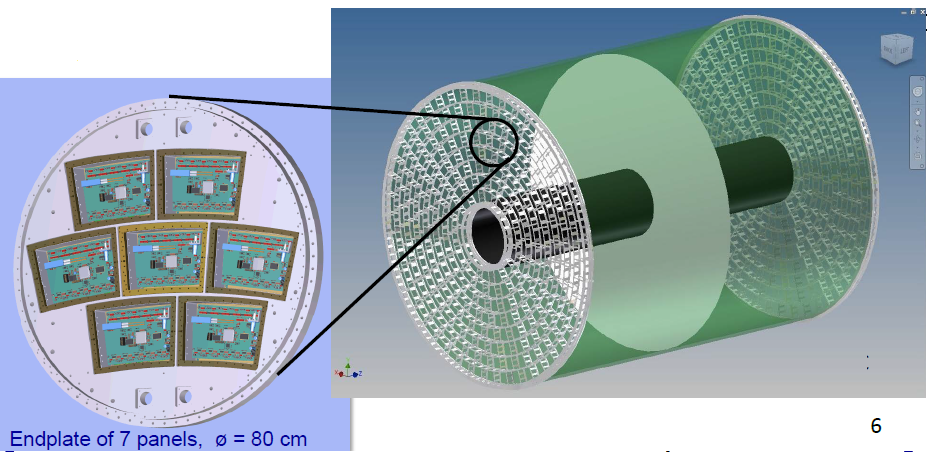 Endplate of 7 panels, ø = 80 cm
6